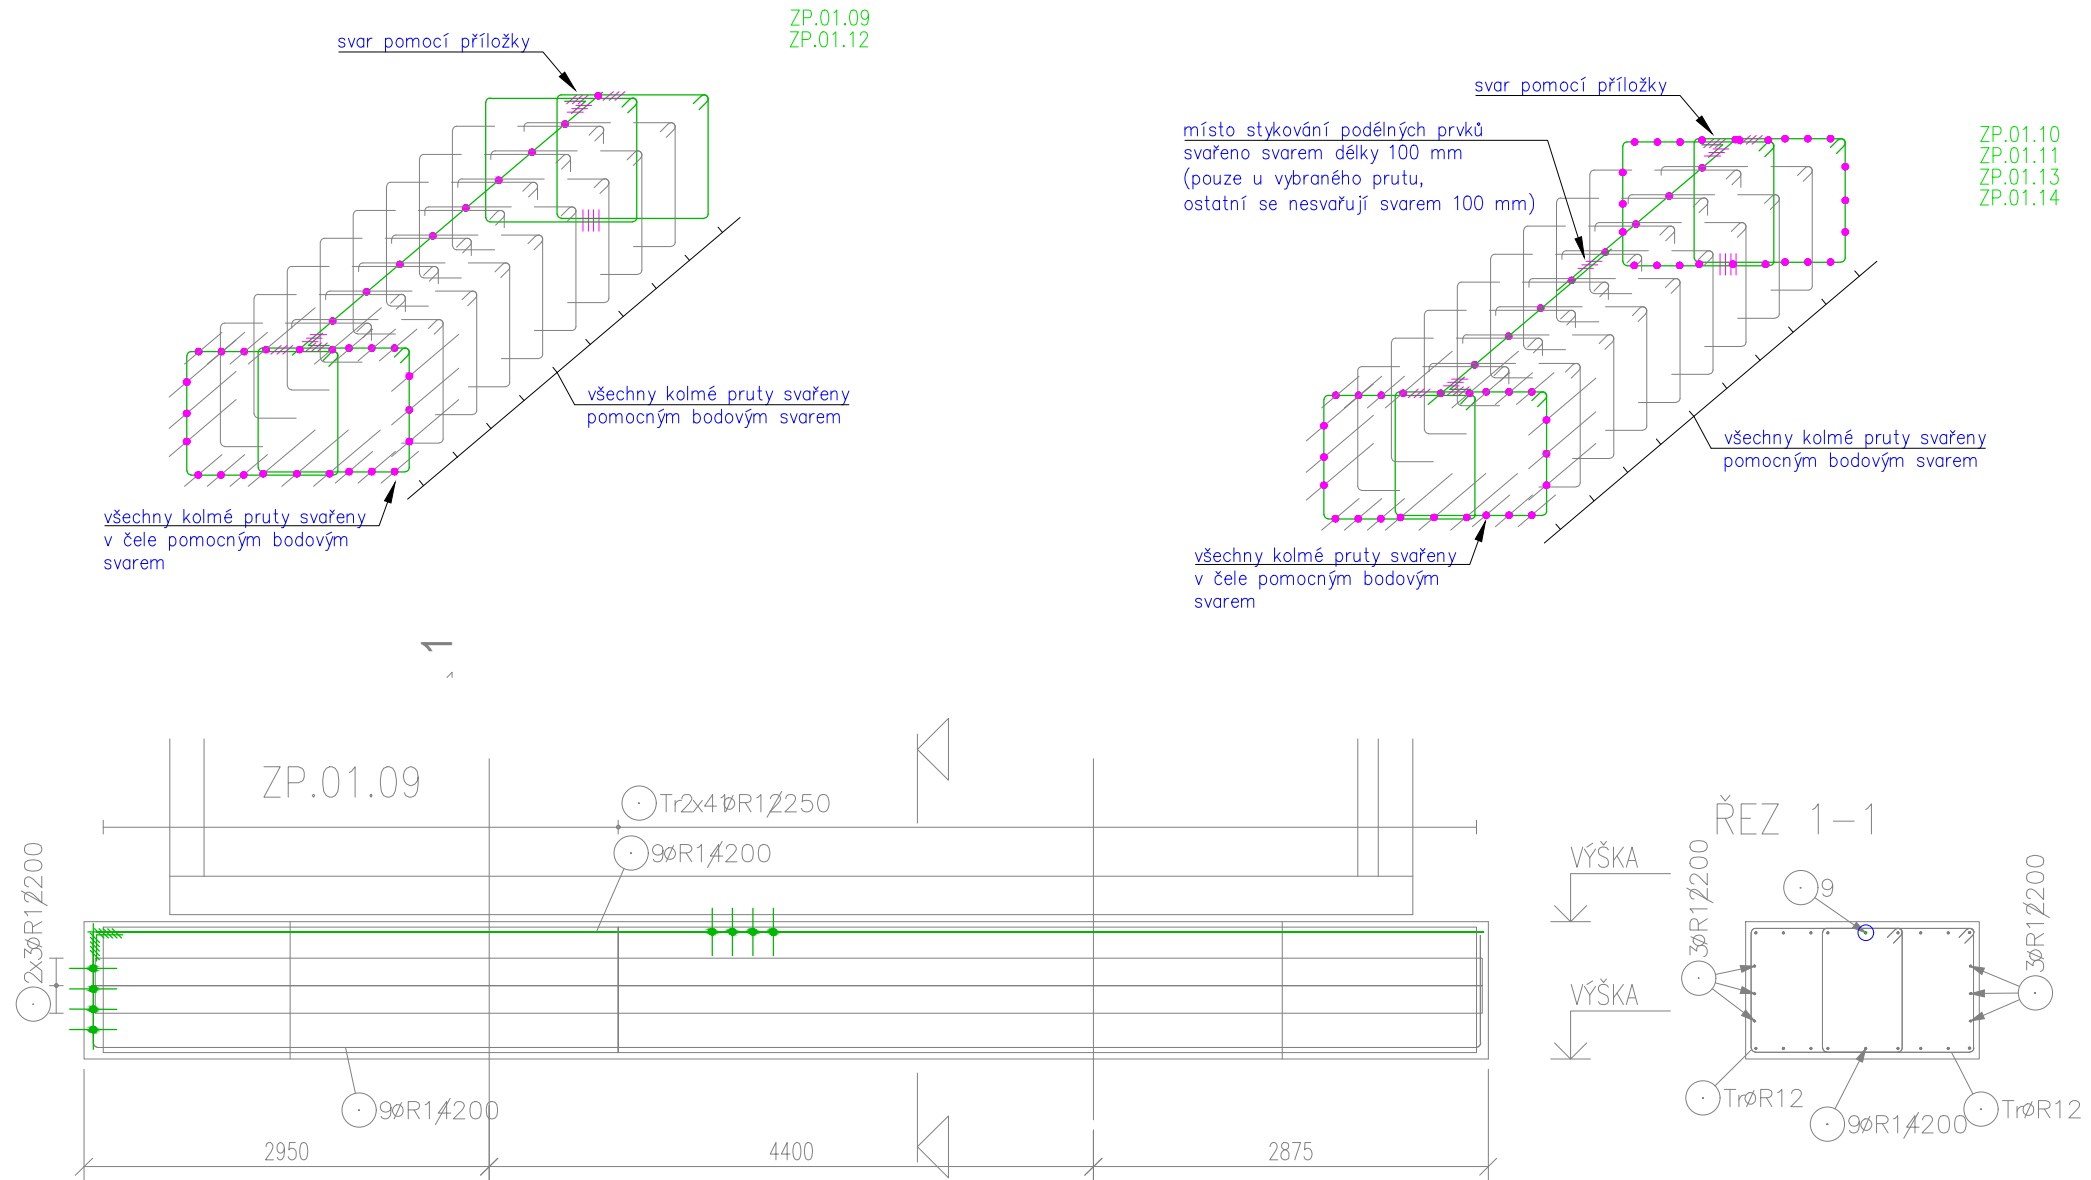 ZP.01.09
ZP.01.12
svar pomocí příložky
všechny kolmé pruty svařeny
pomocným bodovým svarem
všechny kolmé pruty svařeny
v čele pomocným bodovým
svarem
svar pomocí příložky
místo stykování podélných prvků
svařeno svarem délky 100 mm
(pouze u vybraného prutu,
ostatní se nesvařují svarem 100 mm)
ZP.01.10
ZP.01.11
ZP.01.13
ZP.01.14
všechny kolmé pruty svařeny
pomocným bodovým svarem
všechny kolmé pruty svařeny
v čele pomocným bodovým
svarem
1
ZP.01.09
Tr2x41øR12/250
9øR14/200
2x3øR12/200
9øR14/200
2950
4400
2875
VÝŠKA
VÝŠKA
ŘEZ 1-1
3øR12/200
9
3øR12/200
TrøR12
9øR14/200
TrøR12